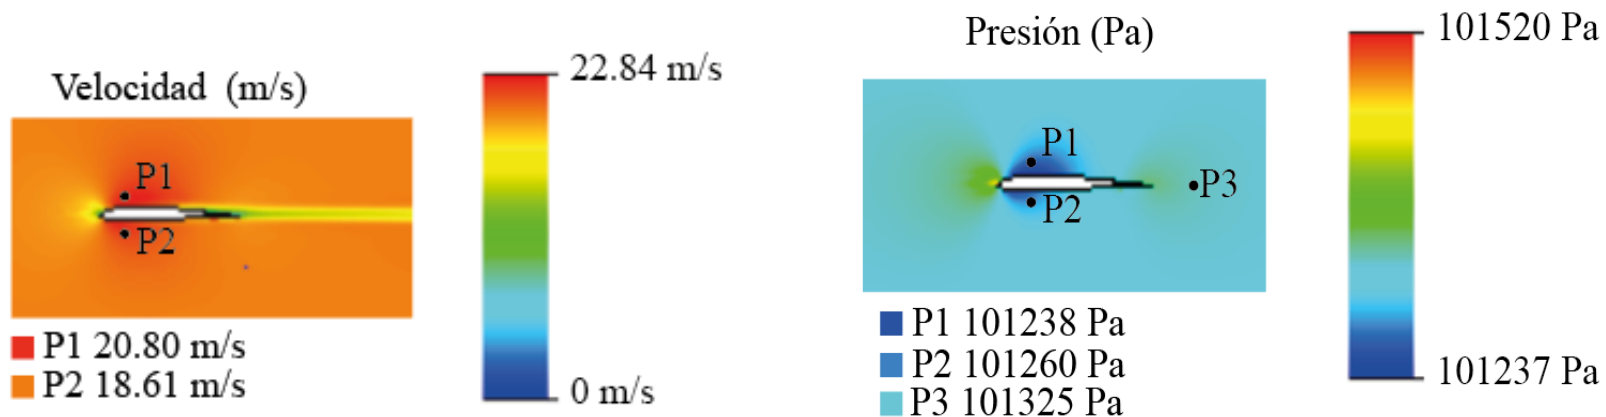 Velocidad (m/s)
22.84 m/s
P1
P2
P1 20.80 m/s
P2 18.61 m/s
0 m/s
Presión (Pa)
101520 Pa
P1
P3
P2
P1 101238 Pa
P2 101260 Pa
P3 101325 Pa
101237 Pa